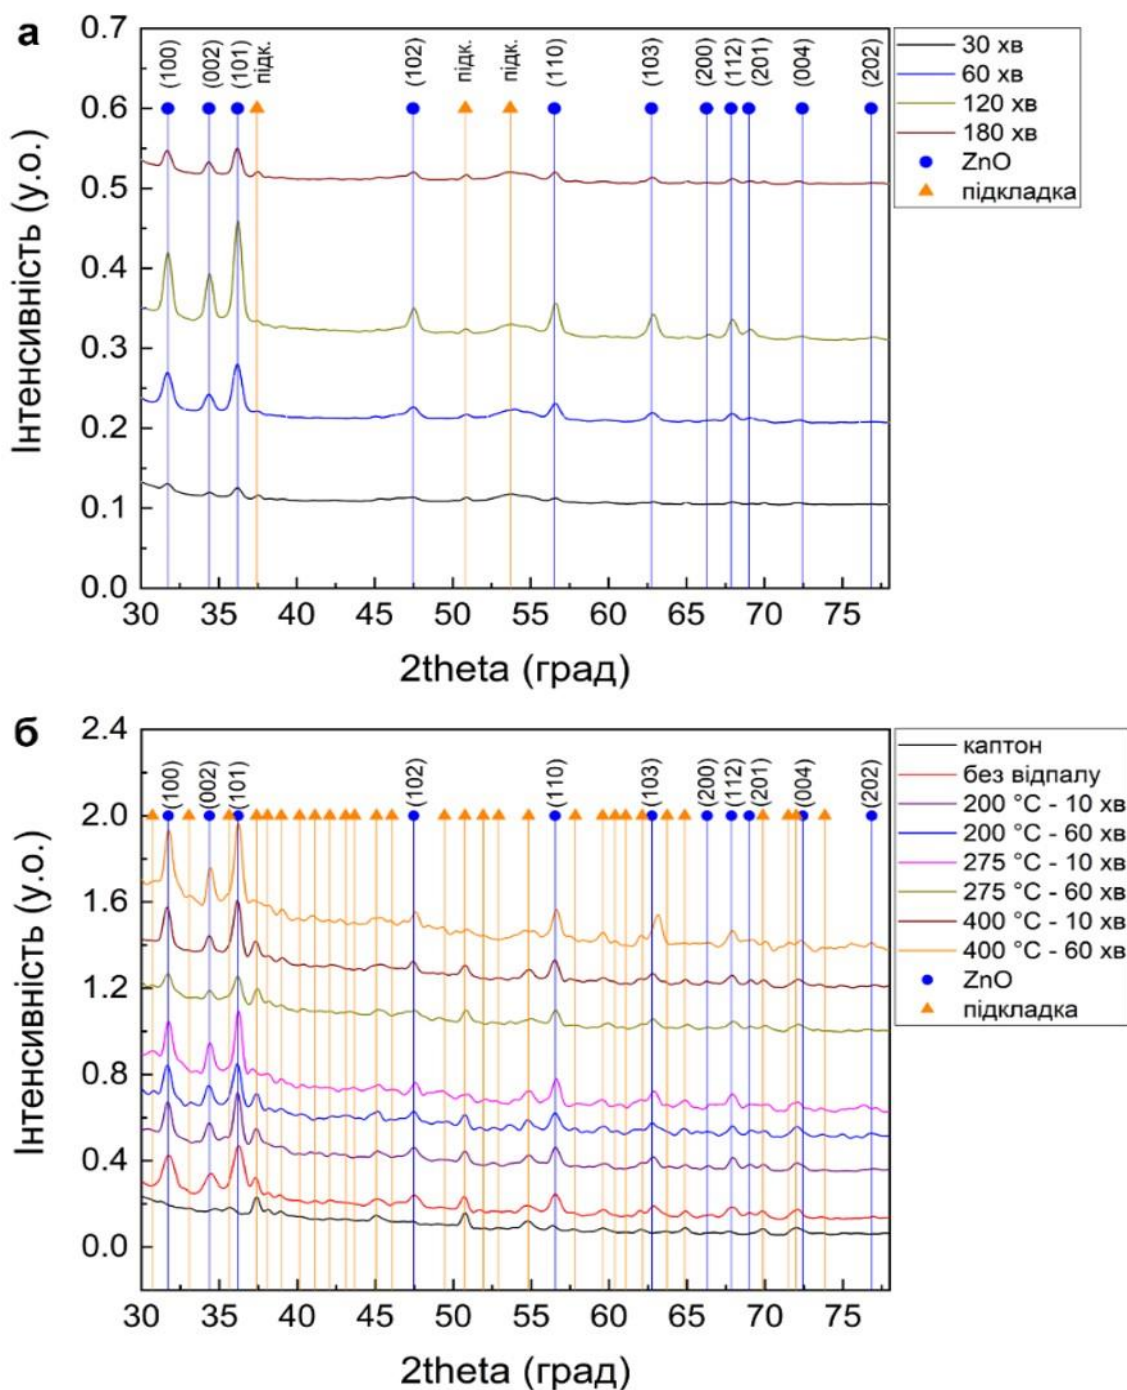 а
(100) (002) (101) підк. (102) підк. підк. (110) (103) (200) (112) (201) (004) (202)
30 хв
60 хв
120 хв
180 хв
ZnO
підкладка
Інтенсивність (у.о.)
0.7
0.6
0.5
0.4
0.3
0.2
0.1
0.0
30 35 40 45 50 55 60 65 70 75
2theta (град)
б
(100) (002) (101) (102) (110) (103) (200) (112) (201) (004) (202)
каптон
без відпалу
200 °C - 10 хв
200 °C - 60 хв
275 °C - 10 хв
275 °C - 60 хв
400 °C - 10 хв
400 °C - 60 хв
ZnO
підкладка
Інтенсивність (у.о.)
2.4
2.0
1.6
1.2
0.8
0.4
0.0
30 35 40 45 50 55 60 65 70 75
2theta (град)